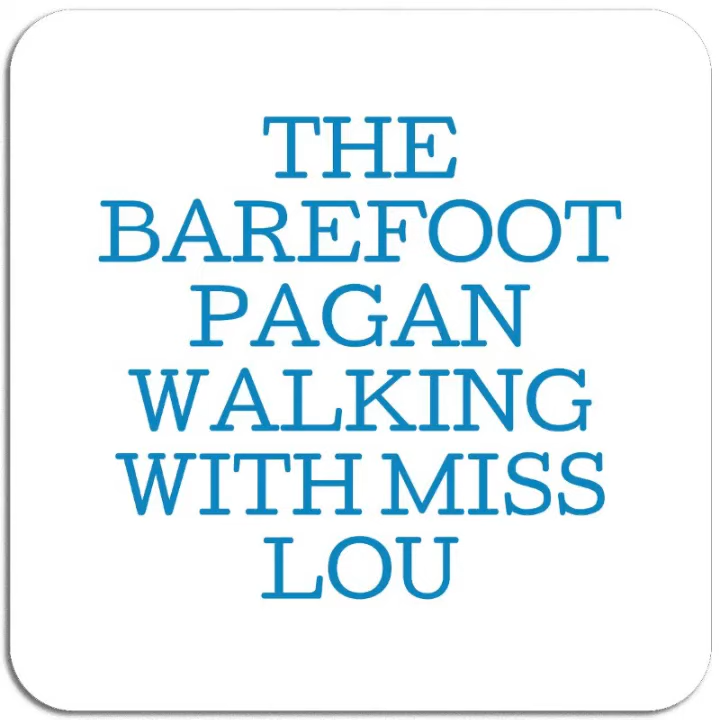 THE
BAREFOOT
PAGAN
WALKING
WITH MISS
LOU